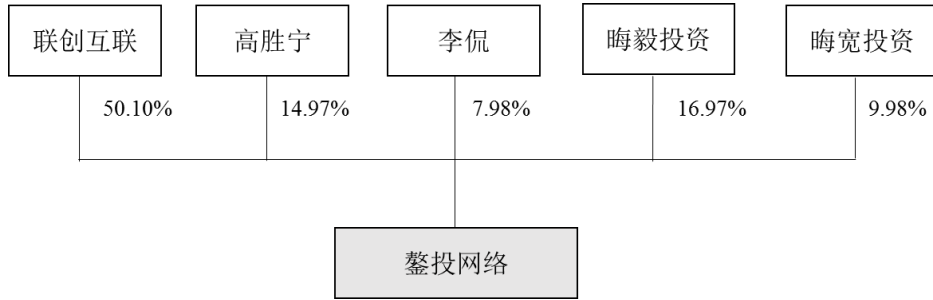 联创互联
高胜宁
李侃
晦毅投资
晦宽投资
50.10%
14.97%
7.98%
16.97%
9.98%
鏊投网络